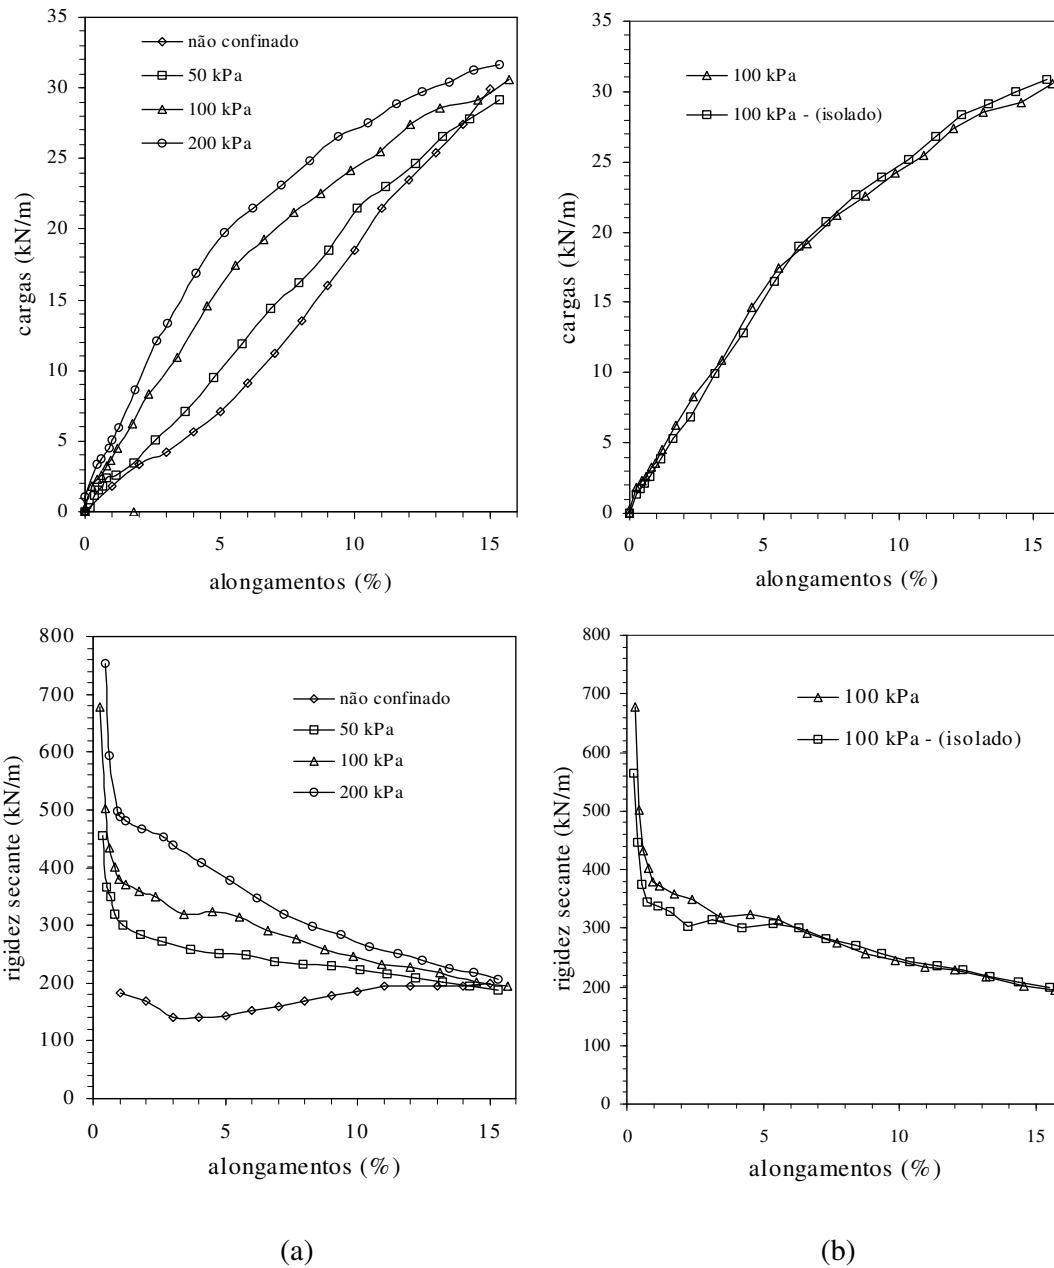 35
30
25
20
15
10
5
0
cargas (kN/m)
não confinado
50 kPa
100 kPa
200 kPa
0 5 10 15
alongamentos (%)
35
30
25
20
15
10
5
0
cargas (kN/m)
100 kPa
100 kPa - (isolado)
0 5 10 15
alongamentos (%)
800
700
600
500
400
300
200
100
0
rigidez secante (kN/m)
não confinado
50 kPa
100 kPa
200 kPa
0 5 10 15
alongamentos (%)
800
700
600
500
400
300
200
100
0
rigidez secante (kN/m)
100 kPa
100 kPa - (isolado)
0 5 10 15
alongamentos (%)
(a) (b)